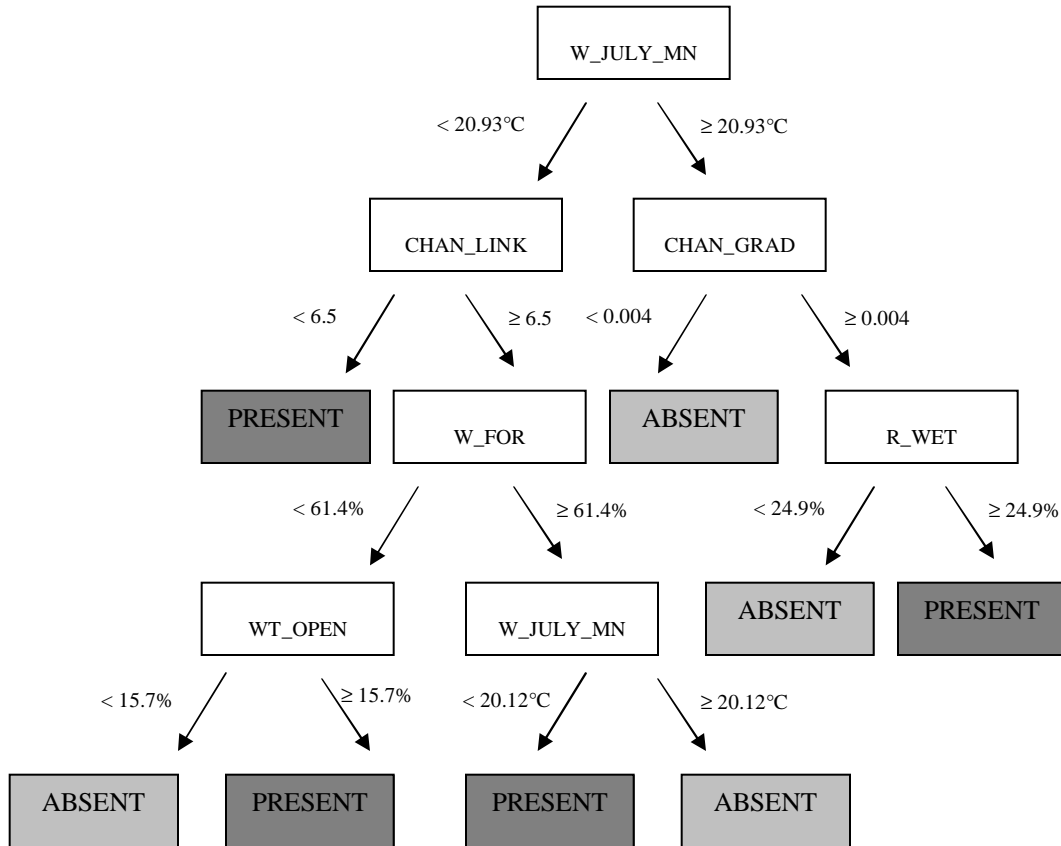 W_JULY_MN
< 20.93°C
≥ 20.93°C
CHAN_LINK
CHAN_GRAD
< 6.5
≥ 6.5
< 0.004
≥ 0.004
PRESENT
W_FOR
ABSENT
R_WET
< 61.4%
≥ 61.4%
< 24.9%
≥ 24.9%
WT_OPEN
W_JULY_MN
ABSENT
PRESENT
< 15.7%
≥ 15.7%
< 20.12°C
≥ 20.12°C
ABSENT
PRESENT
PRESENT
ABSENT